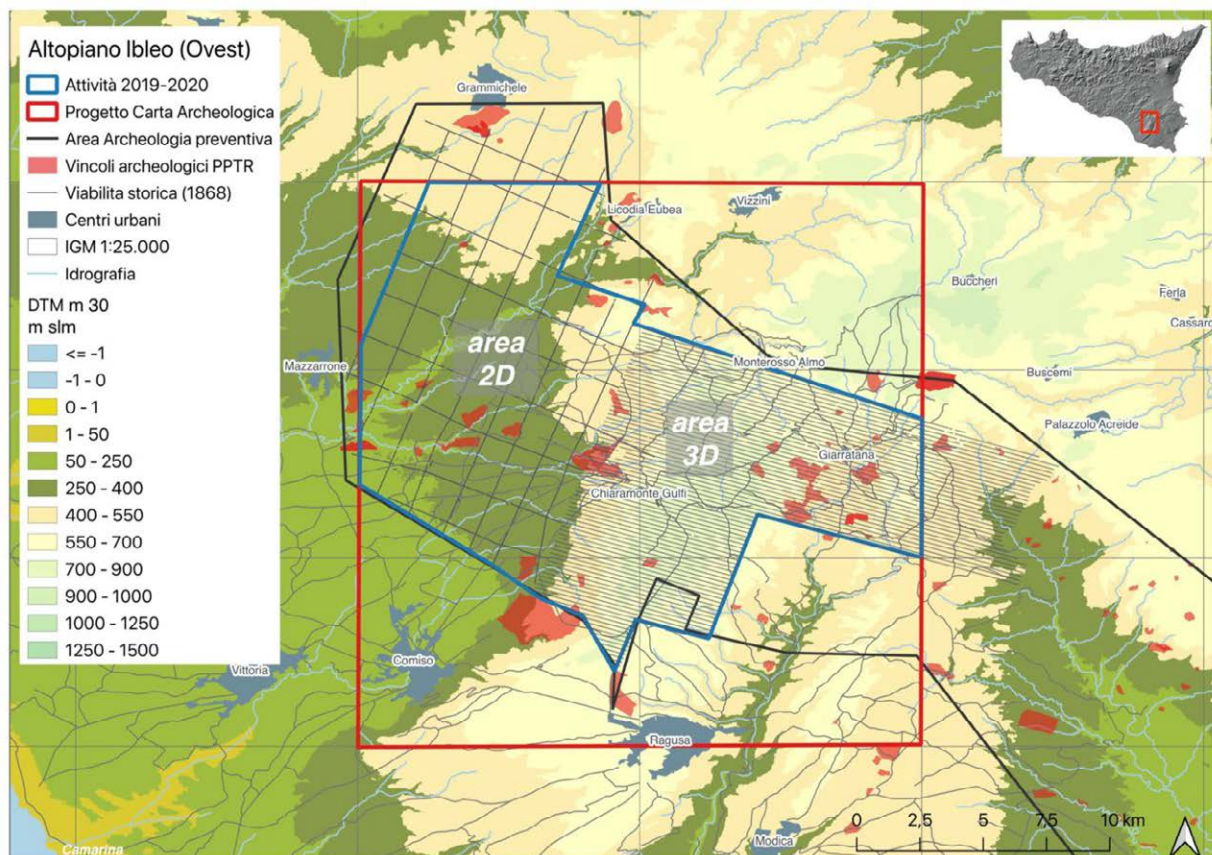 Altopiano Ibleo (Ovest)
Attività 2019-2020
Progetto Carta Archeologica
Area Archeologia preventiva
Vincoli archeologici PPTR
Viabilita storica (1868)
Centri urbani
IGM 1:25.000
Idrografia
DTM m 30
m slm
<= -1
-1 - 0
0 - 1
1 - 50
50 - 250
250 - 400
400 - 550
550 - 700
700 - 900
900 - 1000
1000 - 1250
1250 - 1500
Grammichele
Licodia Eubea
Vizzini
Buccheri
Ferla
Cassaro
Mazzarrone
area
2D
Monterosso Almo
Buscemi
Palazzolo Acreide
area
3D
Giarratana
Chiaramonte Gulfi
Vittoria
Comiso
Ragusa
Modica
Camarina
0 2,5 5 7,5 10 km